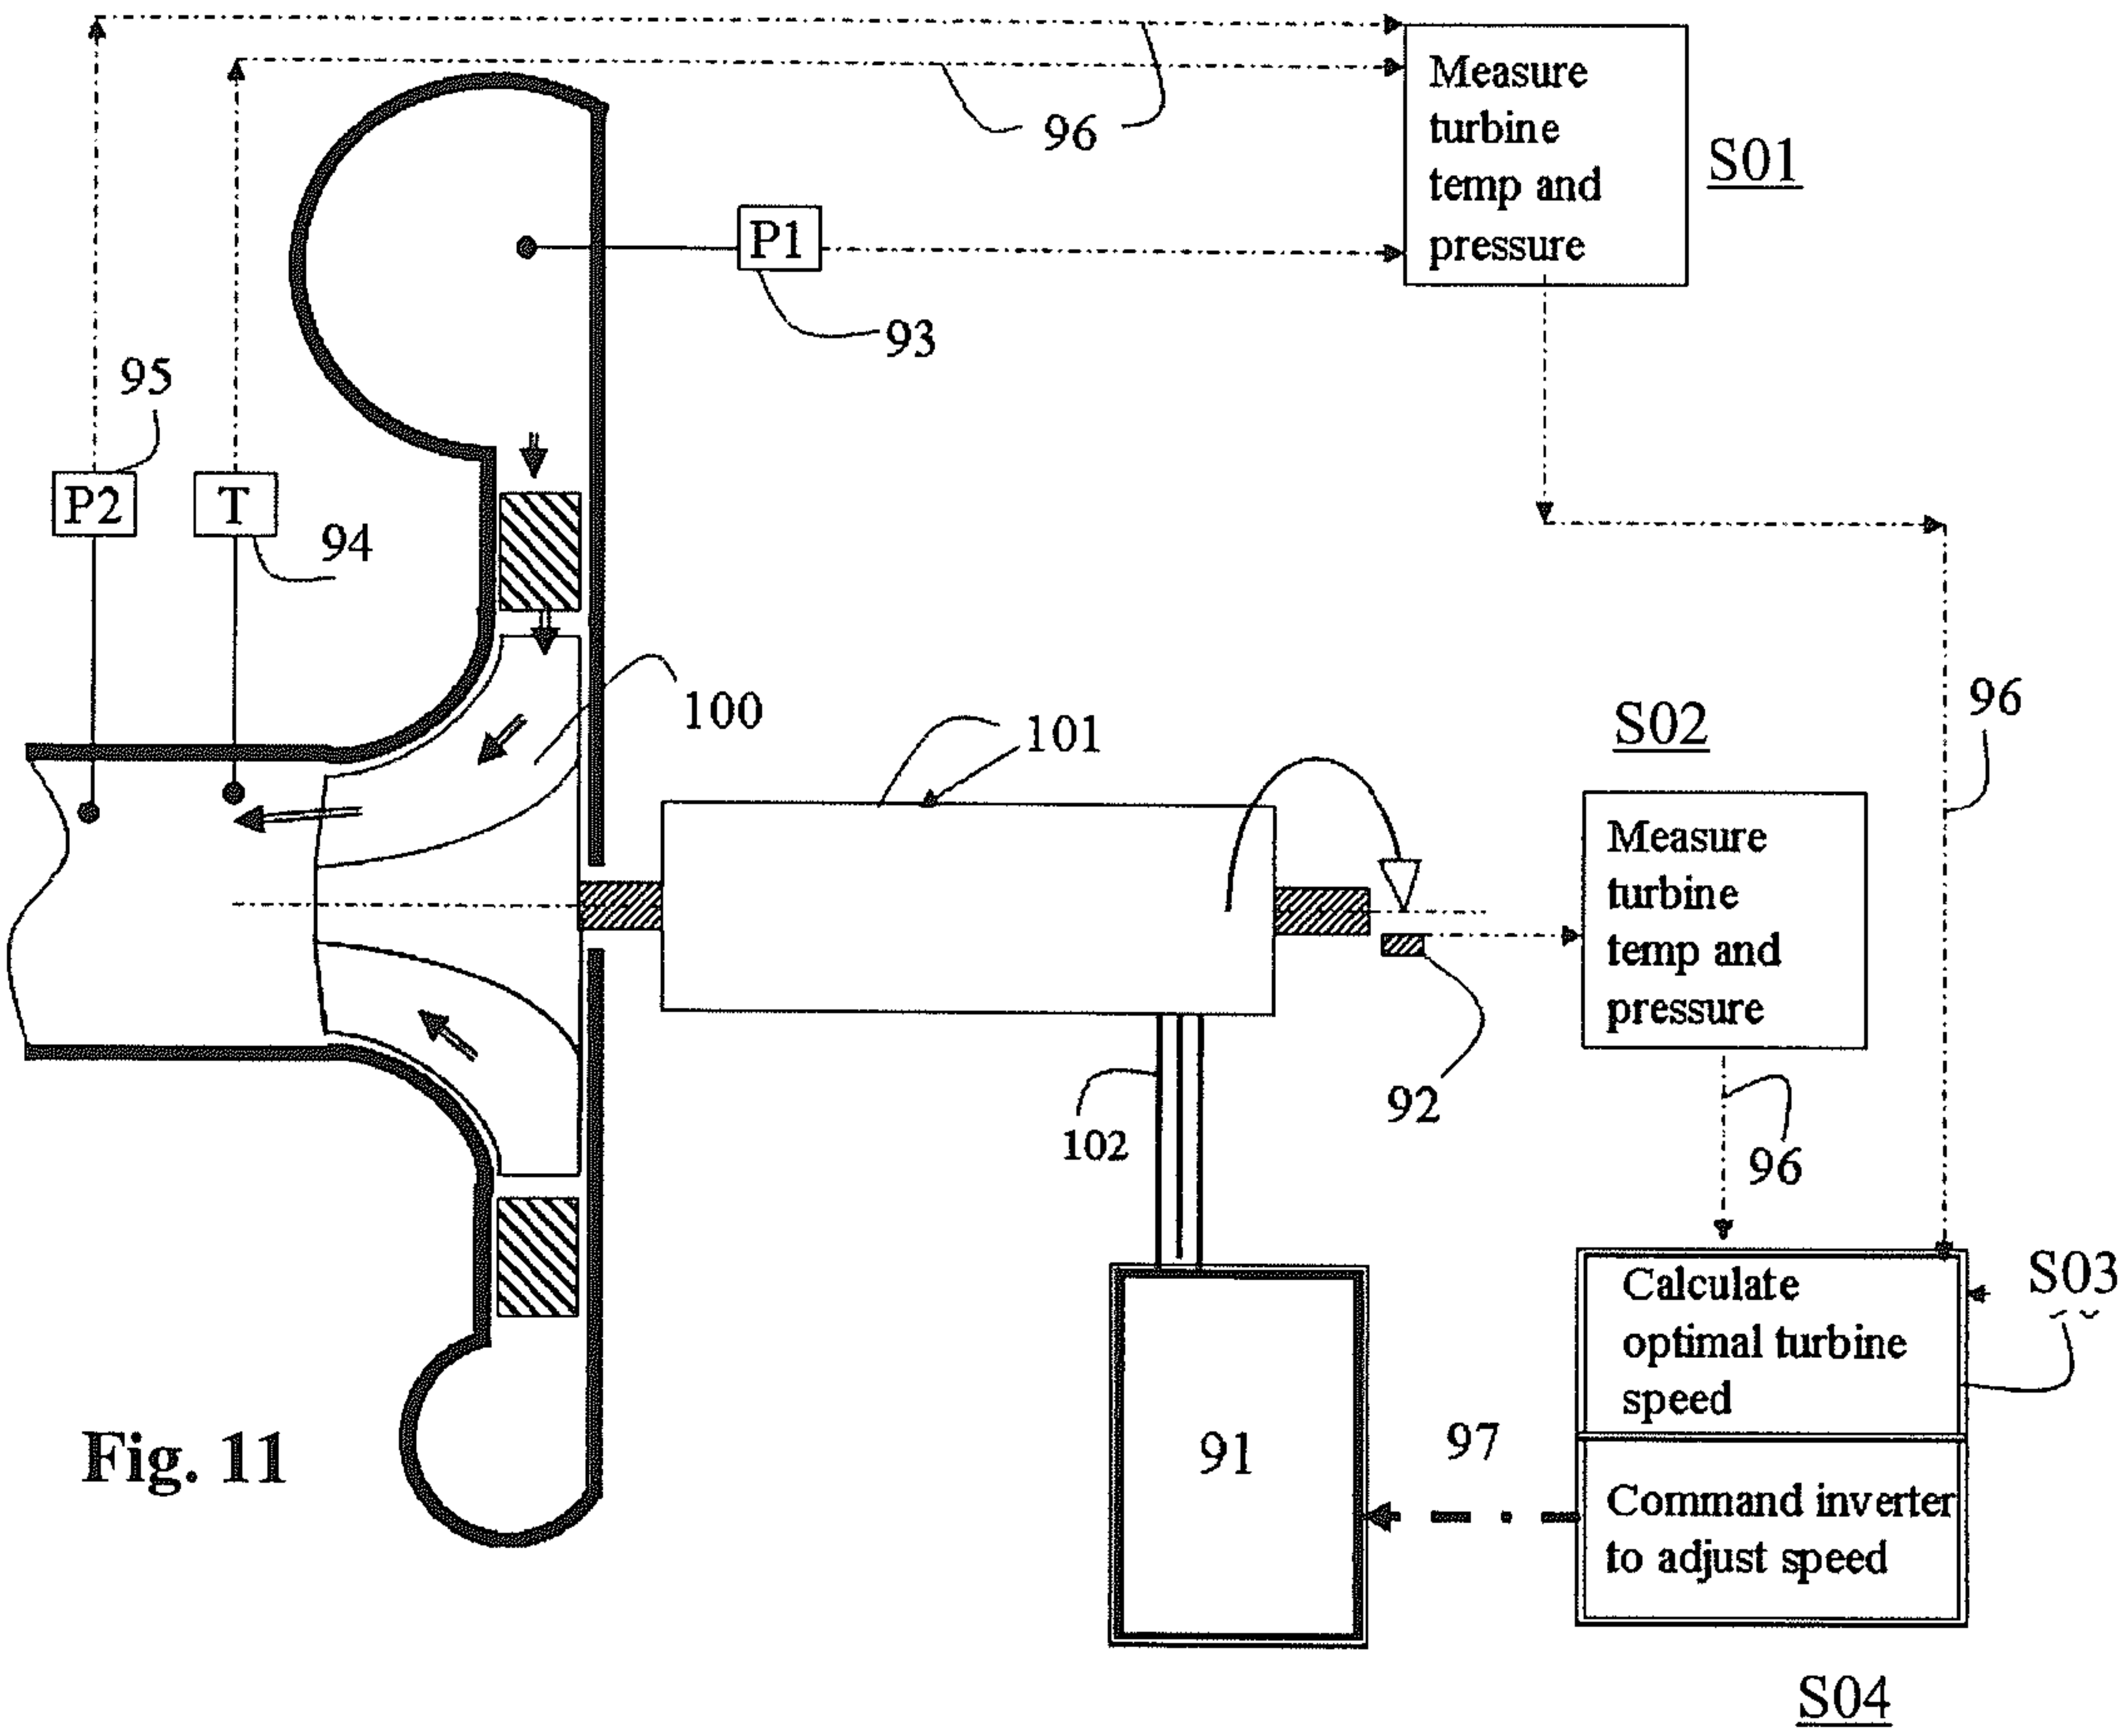 96
Measure
turbine
temp and
pressure
S01
P1
93
95
P2
T
94
100
101
S02
96
Measure
turbine
temp and
pressure
92
102
96
Calculate
optimal turbine
speed
S03
91
97
Command inverter
to adjust speed
Fig. 11
S04